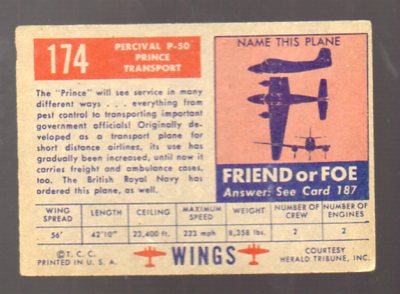 174
PERCIVAL P-50
PRINCE
TRANSPORT
The "Prince" will see service in many
different ways . . . everything from
pest control to transporting important
government officials! Originally de-
veloped as a transport plane for
short distance airlines, its use has
gradually been increased, until now it
carries freight and ambulance cases,
too. The British Royal Navy has
ordered this plane, as well.
NAME THIS PLANE
FRIEND or FOE
Answer: See Card 187
WING SPREAD LENGTH CEILING MAXIMUM SPEED WEIGHT NUMBER OF CREW NUMBER OF ENGINES
56' 42'10" 23,400 ft. 223 mph 8,358 lbs. 2 2
© T. C. C.
PRINTED IN U. S. A.
WINGS
COURTESY
HERALD TRIBUNE, INC.